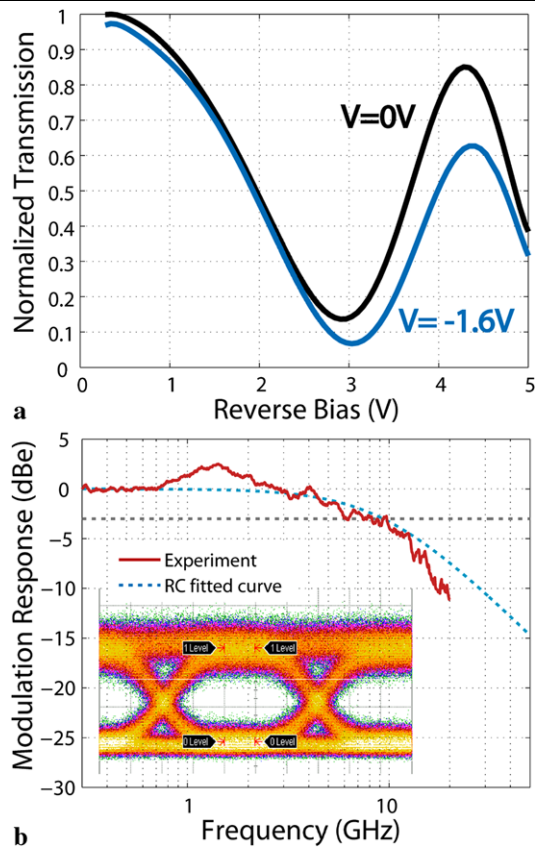 1
0.9
0.8
0.7
0.6
0.5
0.4
0.3
0.2
0.1
0
Normalized Transmission
V=0V
V= -1.6V
0 1 2 3 4 5
a
Reverse Bias (V)
5
0
−5
−10
−15
−20
−25
−30
Modulation Response (dBe)
Experiment
RC fitted curve
1 Level 1 Level
0 Level 0 Level
1 10
b
Frequency (GHz)